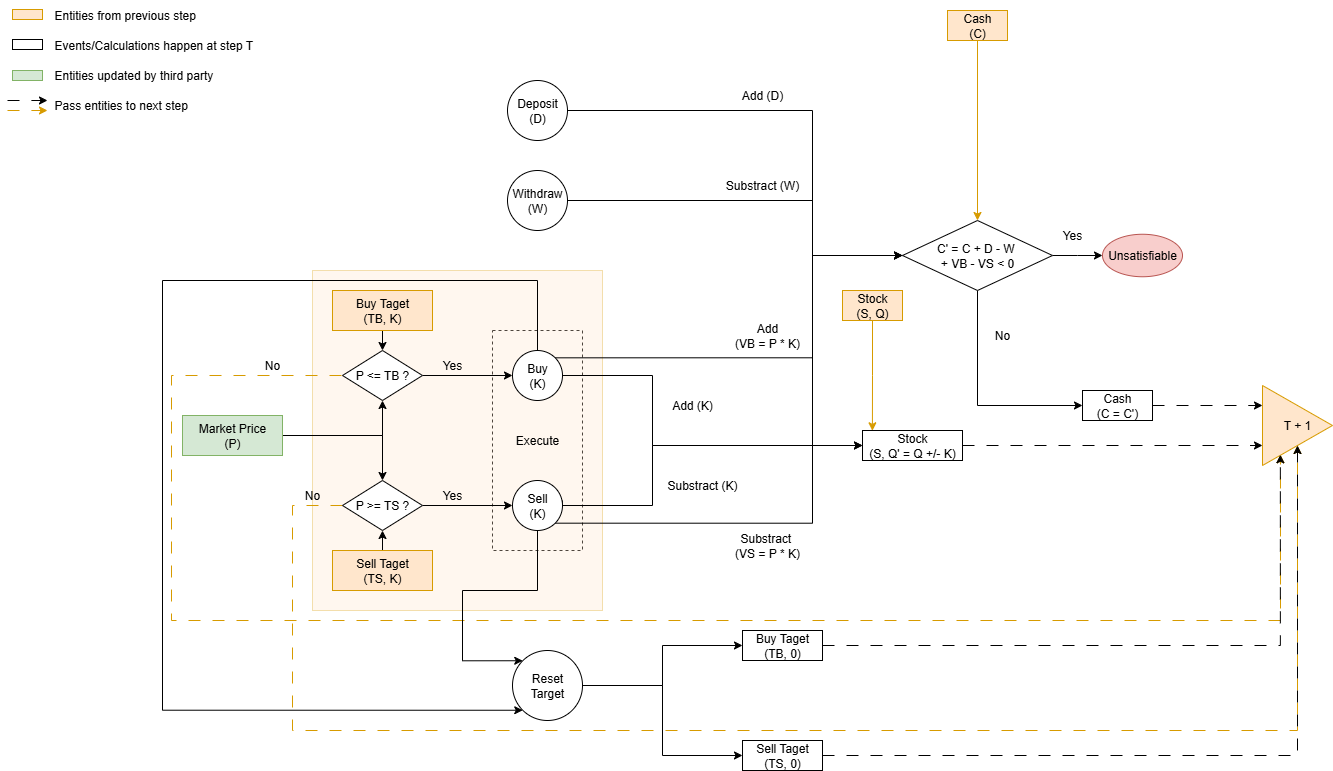 Entities from previous step
Events/Calculations happen at step T
Entities updated by third party
Pass entities to next step
Cash
(C)
Deposit
(D)
Add (D)
Withdraw
(W)
Substract (W)
C' = C + D - W
+ VB - VS < 0
Yes
Unsatisfiable
No
Buy Taget
(TB, K)
Stock
(S, Q)
Add
(VB = P * K)
No
P <= TB ?
Yes
Buy
(K)
Add (K)
Cash
(C = C')
Market Price
(P)
Execute
Stock
(S, Q' = Q +/- K)
T + 1
No
P >= TS ?
Yes
Sell
(K)
Substract (K)
Substract
(VS = P * K)
Sell Taget
(TS, K)
Reset
Target
Buy Taget
(TB, 0)
Sell Taget
(TS, 0)